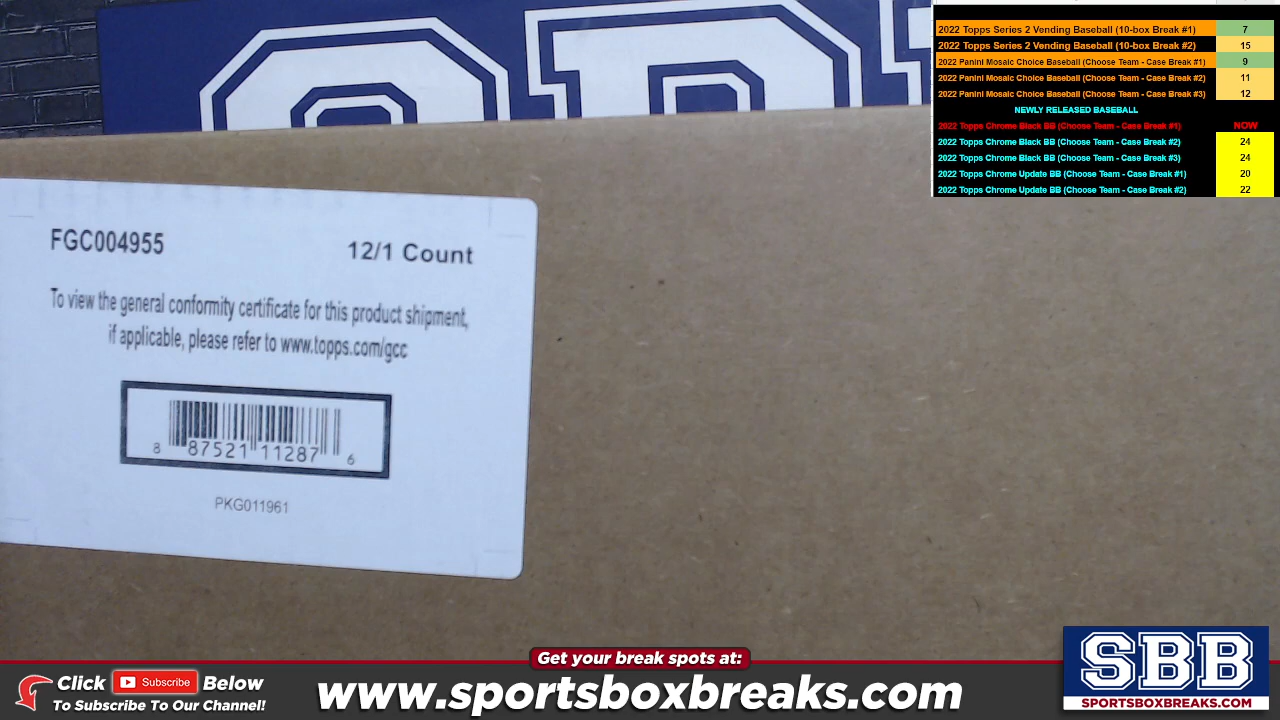 2022 Topps Series 2 Vending Baseball (10-box Break #1) 7
2022 Topps Series 2 Vending Baseball (10-box Break #2) 15
2022 Panini Mosaic Choice Baseball (Choose Team - Case Break #1) 9
2022 Panini Mosaic Choice Baseball (Choose Team - Case Break #2) 11
2022 Panini Mosaic Choice Baseball (Choose Team - Case Break #3) 12
NEWLY RELEASED BASEBALL
2022 Topps Chrome Black BB (Choose Team - Case Break #1) NOW
2022 Topps Chrome Black BB (Choose Team - Case Break #2) 24
2022 Topps Chrome Black BB (Choose Team - Case Break #3) 24
2022 Topps Chrome Update BB (Choose Team - Case Break #1) 20
2022 Topps Chrome Update BB (Choose Team - Case Break #2) 22
FGC004955 12/1 Count
To view the general conformity certificate for this product shipment,
if applicable, please refer to www.topps.com/gcc
8 87521 11287 6
PKG011961
Get your break spots at:
Click Subscribe Below
To Subscribe To Our Channel!
www.sportsboxbreaks.com
SBB
SPORTSBOXBREAKS.COM